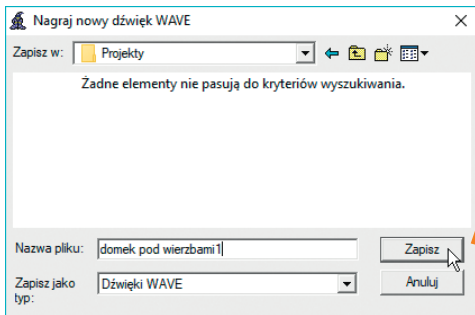 Nagraj nowy dźwięk WAVE
Zapisz w: Projekty
Żadne elementy nie pasują do kryteriów wyszukiwania.
Nazwa pliku: domek pod wierzbami1 Zapisz
Zapisz jako typ: Dźwięki WAVE Anuluj